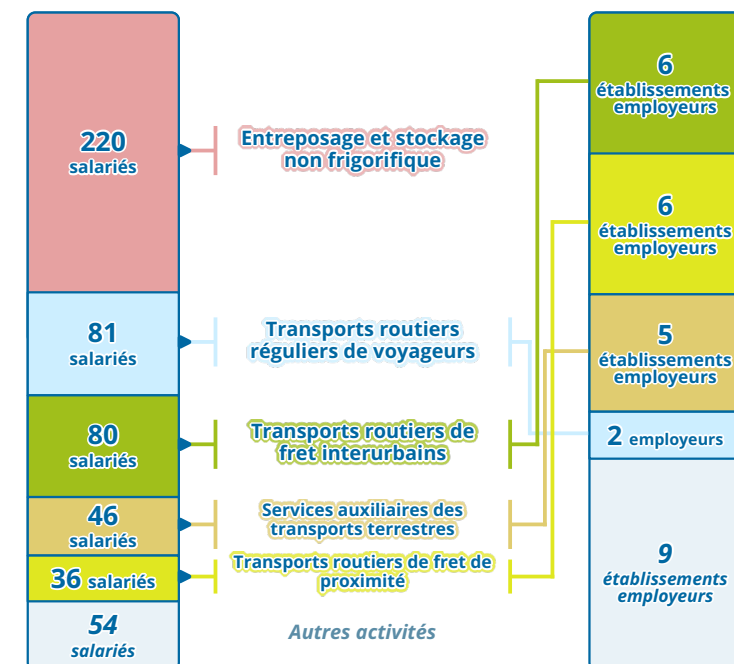 220
salariés
Entreposage et stockage
non frigorifique
81
salariés
Transports routiers
réguliers de voyageurs
80
salariés
Transports routiers de
fret interurbains
46
salariés
Services auxiliaires des
transports terrestres
36 salariés
Transports routiers de fret de
proximité
54
salariés
Autres activités
6
établissements
employeurs
6
établissements
employeurs
5
établissements
employeurs
2 employeurs
9
établissements
employeurs